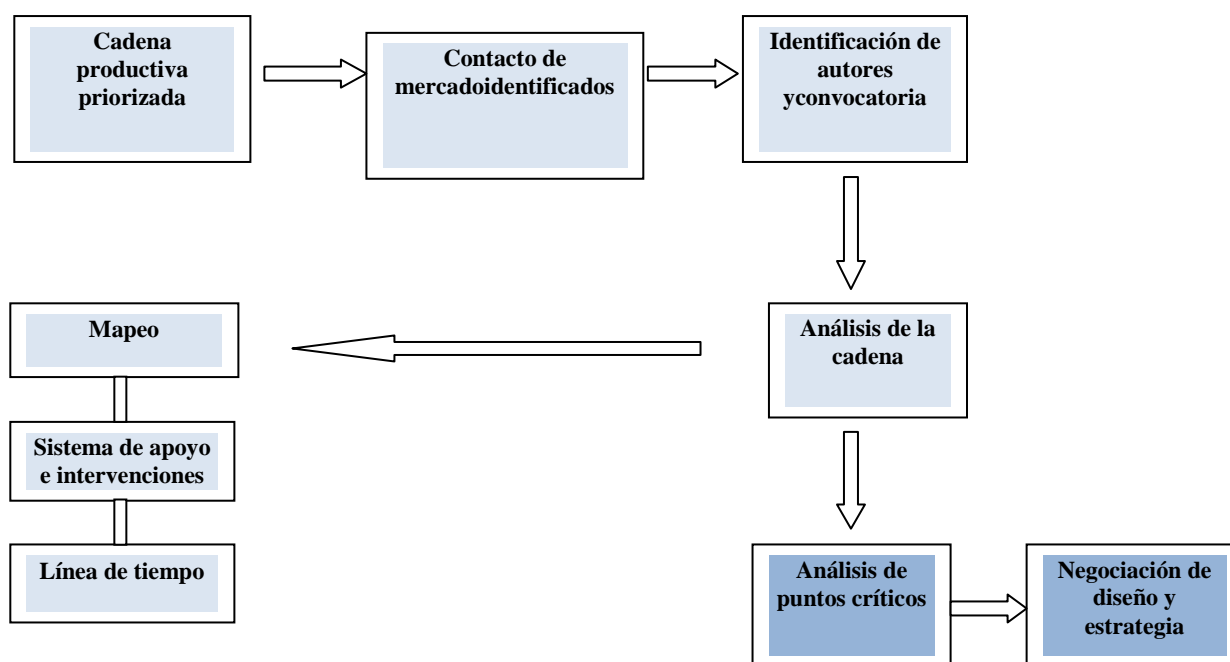 Cadena
productiva
priorizada
Contacto de
mercadoidentificados
Identificación de
autores
yconvocatoria
Mapeo
Análisis de la
cadena
Sistema de apoyo
e intervenciones
Línea de tiempo
Análisis de
puntos críticos
Negociación de
diseño y
estrategia